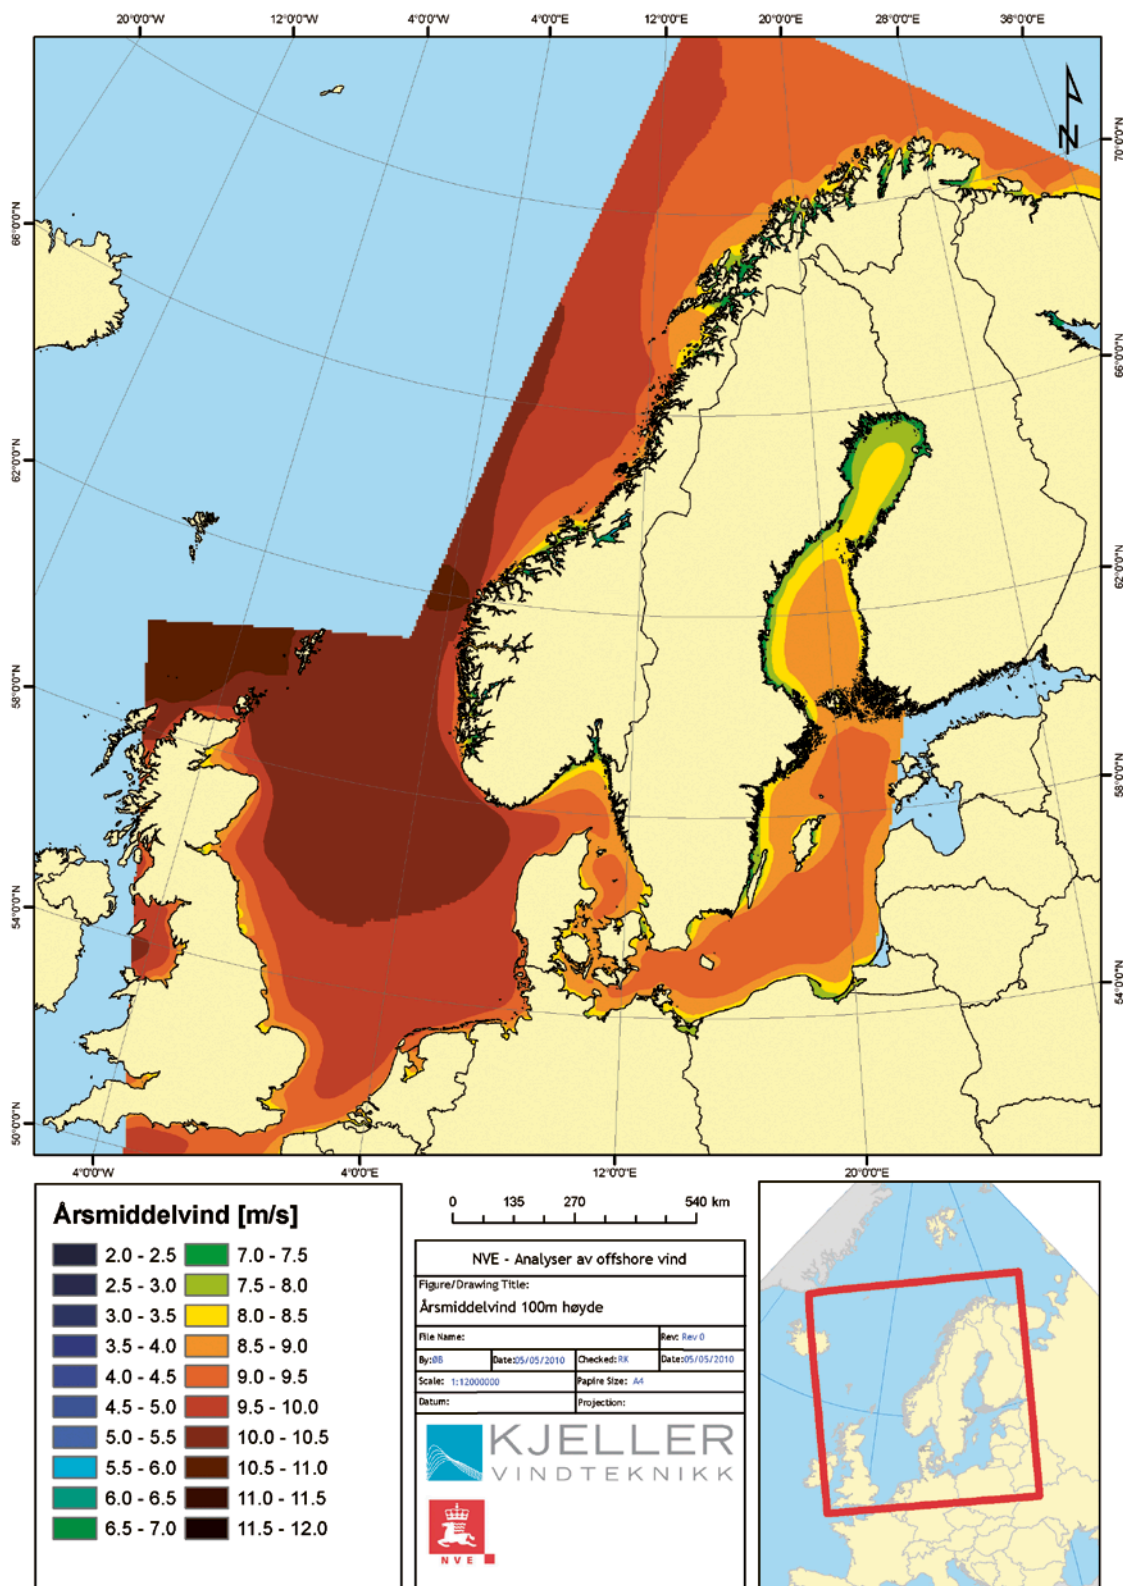 20°0'0"W 12°0'0"W 4°0'0"W 4°0'0"E 12°0'0"E 20°0'0"E 28°0'0"E 36°0'0"E
N
70°0'0"N
66°0'0"N
66°0'0"N
62°0'0"N
62°0'0"N
58°0'0"N
58°0'0"N
54°0'0"N
54°0'0"N
50°0'0"N
4°0'0"W 4°0'0"E 12°0'0"E 20°0'0"E
Årsmiddelvind [m/s]
2.0 - 2.5 7.0 - 7.5
2.5 - 3.0 7.5 - 8.0
3.0 - 3.5 8.0 - 8.5
3.5 - 4.0 8.5 - 9.0
4.0 - 4.5 9.0 - 9.5
4.5 - 5.0 9.5 - 10.0
5.0 - 5.5 10.0 - 10.5
5.5 - 6.0 10.5 - 11.0
6.0 - 6.5 11.0 - 11.5
6.5 - 7.0 11.5 - 12.0
0 135 270 540 km
NVE - Analyser av offshore vind
Figure/Drawing Title:
Årsmiddelvind 100m høyde
File Name: Rev: Rev 0
By:ØB Date:05/05/2010 Checked:RK Date:05/05/2010
Scale: 1:12000000 Papire Size: A4
Datum: Projection:
KJELLER
VINDTEKNIKK
NVE